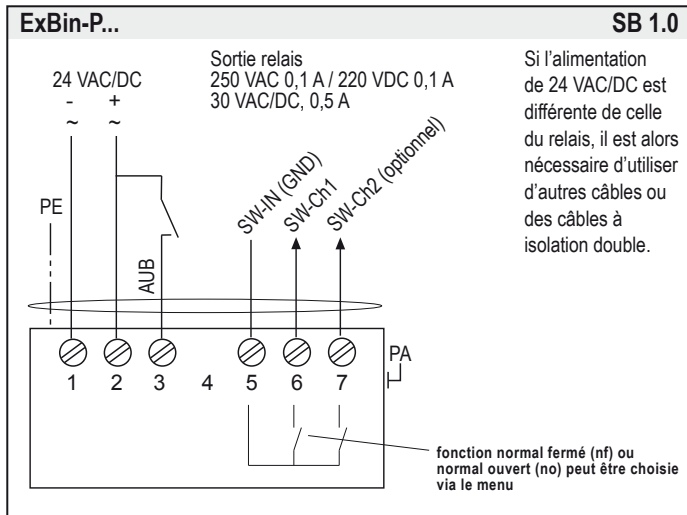 ExBin-P... SB 1.0
24 VAC/DC
- +
~ ~
Sortie relais
250 VAC 0,1 A / 220 VDC 0,1 A
30 VAC/DC, 0,5 A
Si l'alimentation
de 24 VAC/DC est
différente de celle
du relais, il est alors
nécessaire d'utiliser
d'autres câbles ou
des câbles à
isolation double.
PE
AUB
SW-IN (GND)
SW-Ch1
SW-Ch2 (optionnel)
PA
1 2 3 4 5 6 7
fonction normal fermé (nf) ou
normal ouvert (no) peut être choisie
via le menu